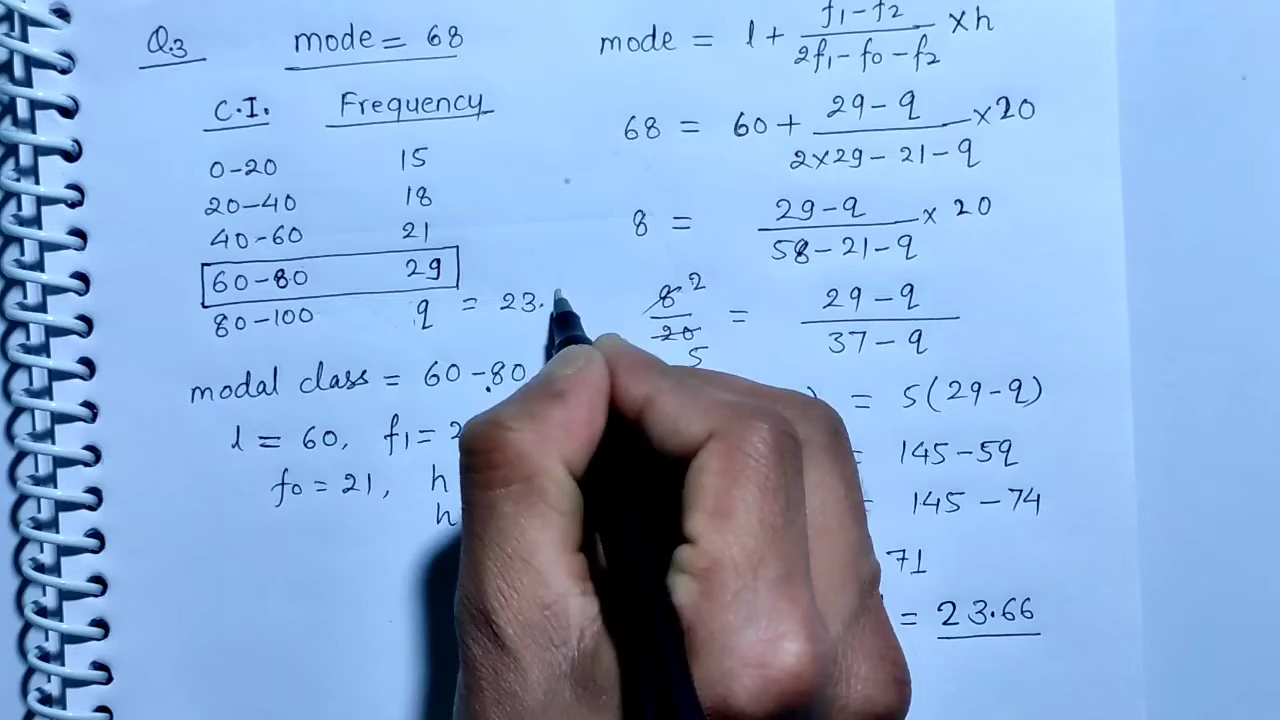 Q.3 mode = 68
C.I. Frequency
0-20 15
20-40 18
40-60 21
60-80 29
80-100 q = 23.
modal class = 60-80
l = 60, f1 = 2
f0 = 21, h
h
mode = l + f1-f2 / 2f1-f0-f2 × h
68 = 60 + 29-q / 2×29-21-q × 20
8 = 29-q / 58-21-q × 20
8 2 / 20 5 = 29-q / 37-q
) = 5(29-q)
= 145-5q
= 145-74
71
= 23.66